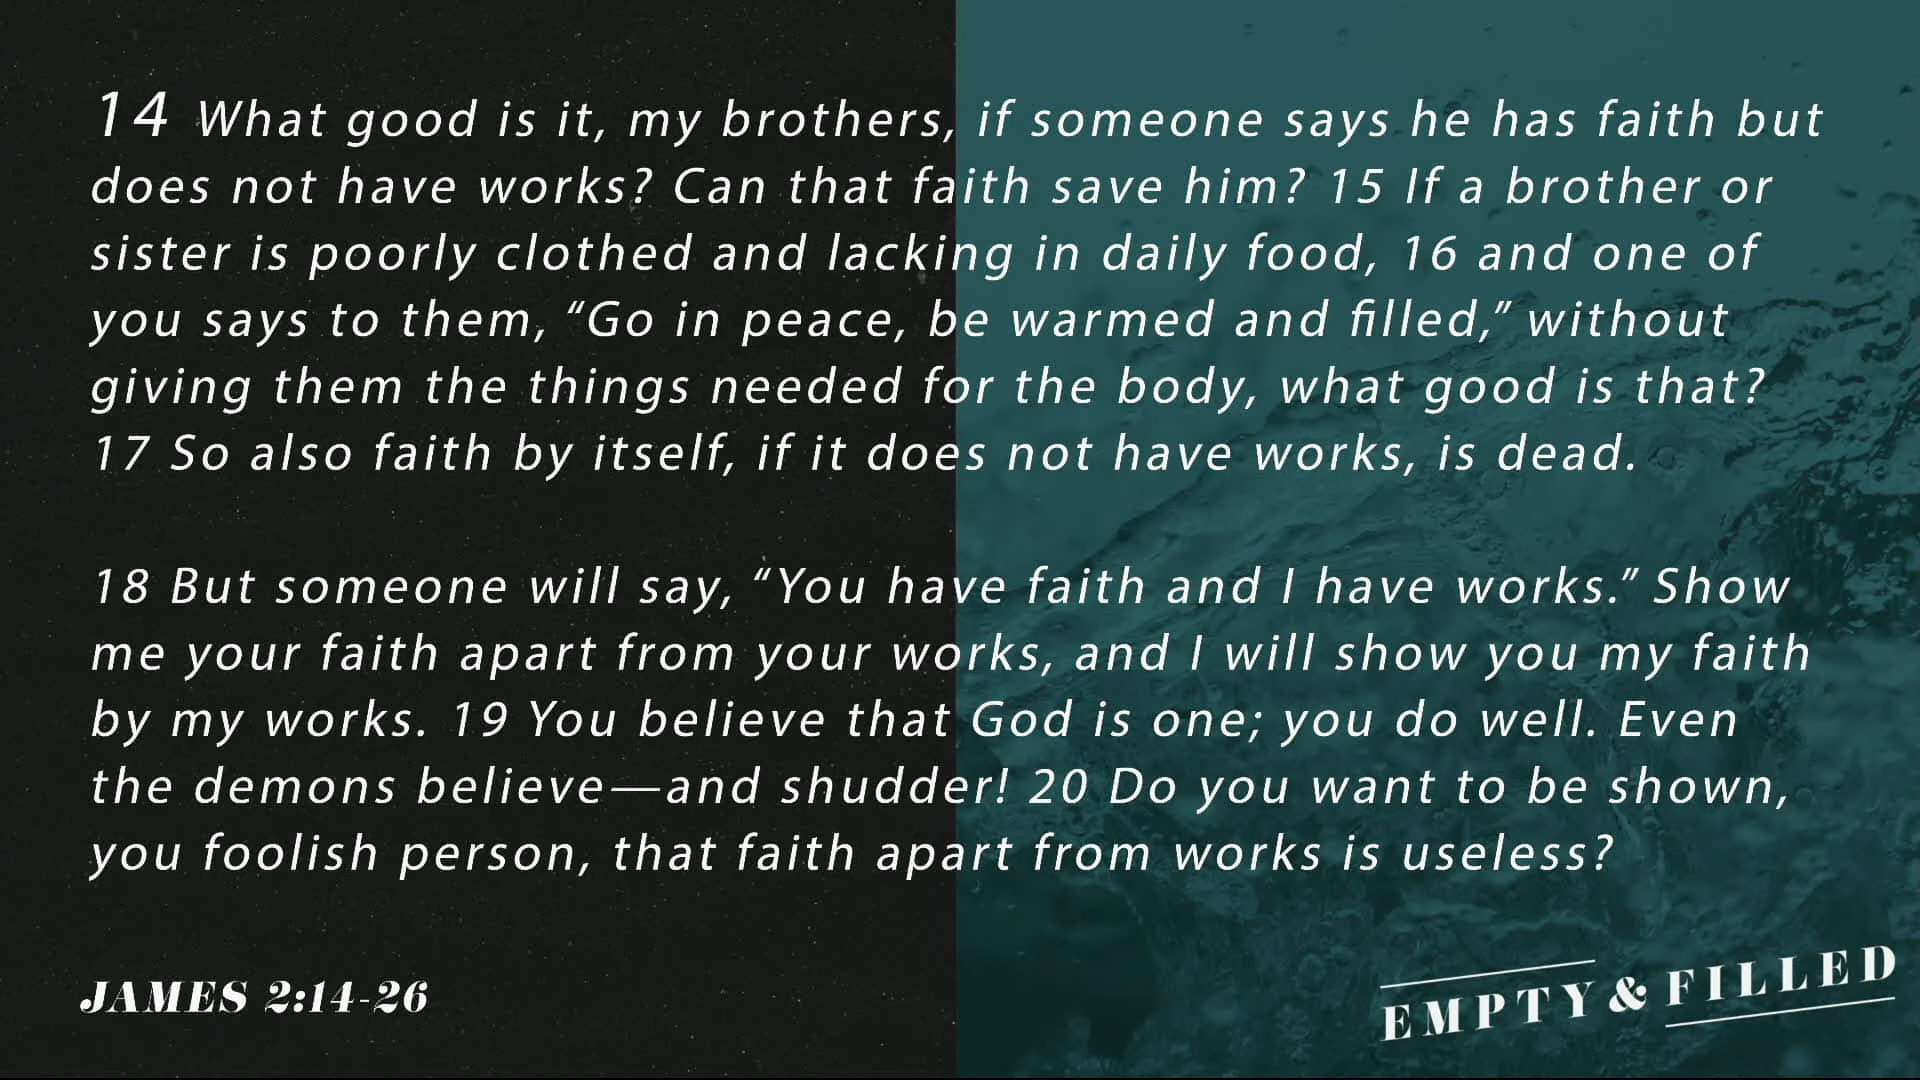 14 What good is it, my brothers, if someone says he has faith but
does not have works? Can that faith save him? 15 If a brother or
sister is poorly clothed and lacking in daily food, 16 and one of
you says to them, “Go in peace, be warmed and filled,” without
giving them the things needed for the body, what good is that?
17 So also faith by itself, if it does not have works, is dead.
18 But someone will say, “You have faith and I have works.” Show
me your faith apart from your works, and I will show you my faith
by my works. 19 You believe that God is one; you do well. Even
the demons believe—and shudder! 20 Do you want to be shown,
you foolish person, that faith apart from works is useless?
JAMES 2:14-26
EMPTY & FILLED